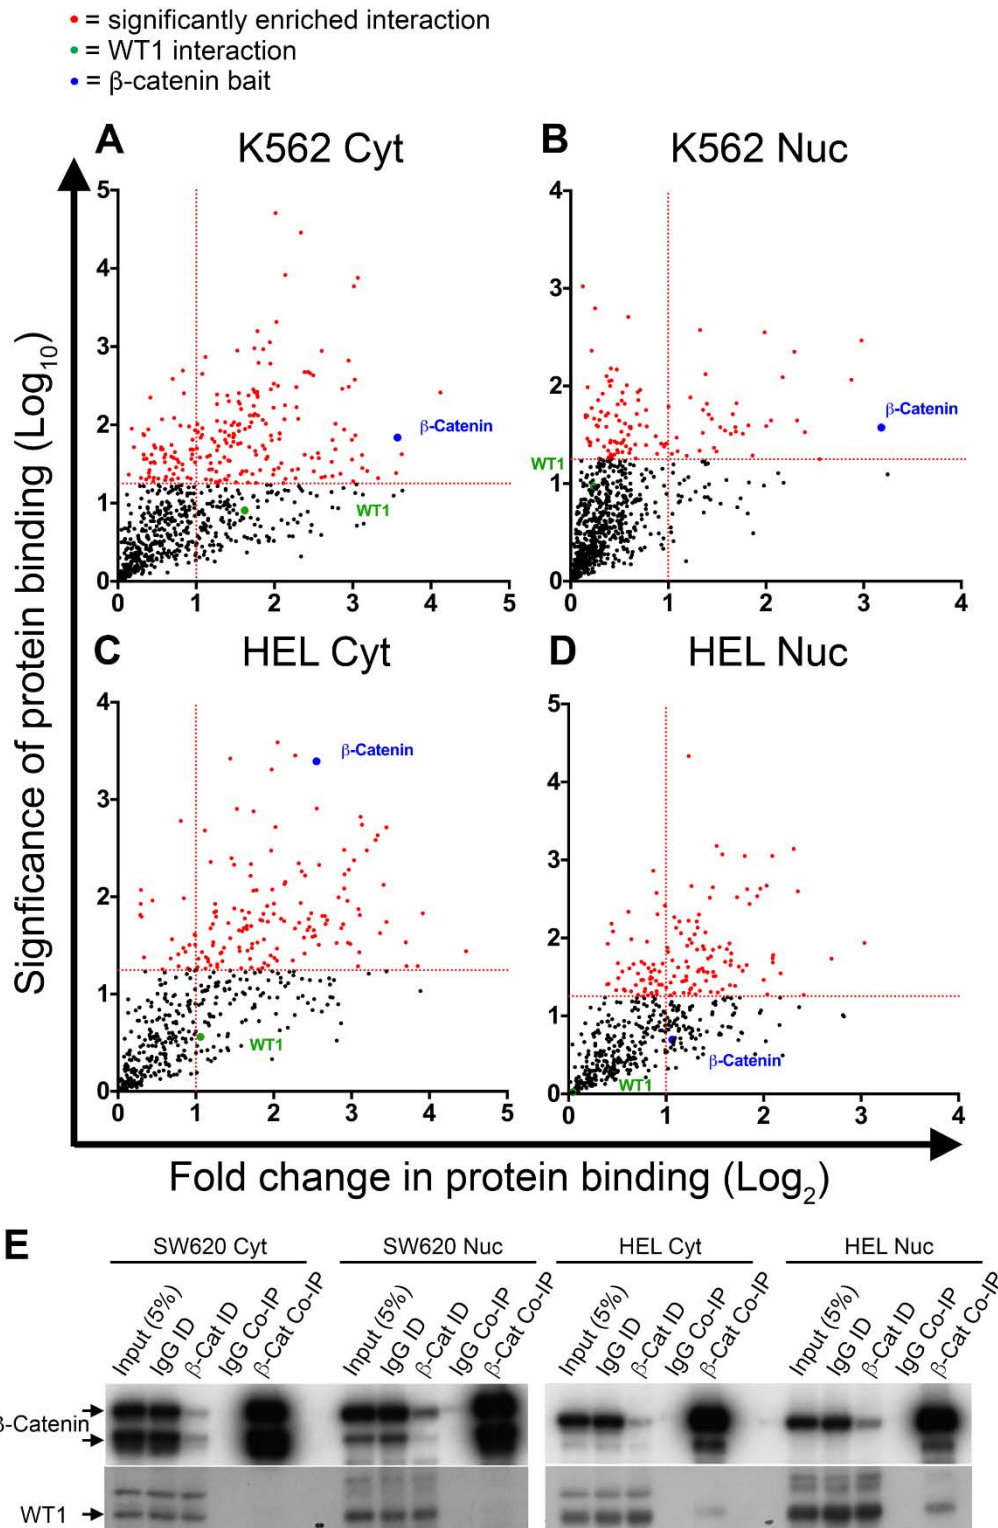 • = significantly enriched interaction
• = WT1 interaction
• = β-catenin bait
A K562 Cyt
B K562 Nuc
5
4
3
2
1
0
0 1 2 3 4 5
β-Catenin
WT1
4
3
2
1
0
0 1 2 3 4
β-Catenin
WT1
C HEL Cyt
D HEL Nuc
4
3
2
1
0
0 1 2 3 4 5
β-Catenin
WT1
5
4
3
2
1
0
0 1 2 3 4
β-Catenin
WT1
Signficance of protein binding (Log10)
Fold change in protein binding (Log2)
E
SW620 Cyt SW620 Nuc HEL Cyt HEL Nuc
Input (5%) IgG ID β-Cat ID IgG Co-IP β-Cat Co-IP
Input (5%) IgG ID β-Cat ID IgG Co-IP β-Cat Co-IP
Input (5%) IgG ID β-Cat ID IgG Co-IP β-Cat Co-IP
Input (5%) IgG ID β-Cat ID IgG Co-IP β-Cat Co-IP
β-Catenin
WT1